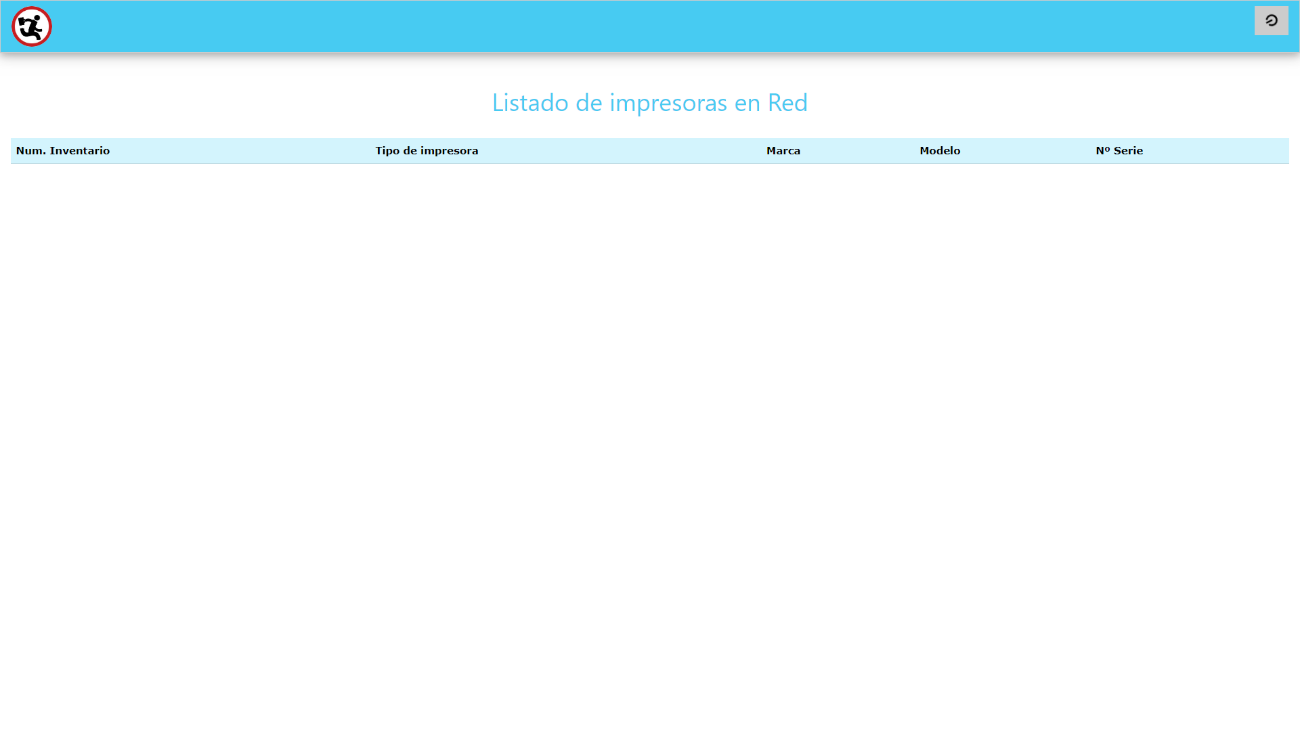 Listado de impresoras en Red
Num. Inventario Tipo de impresora Marca Modelo Nº Serie